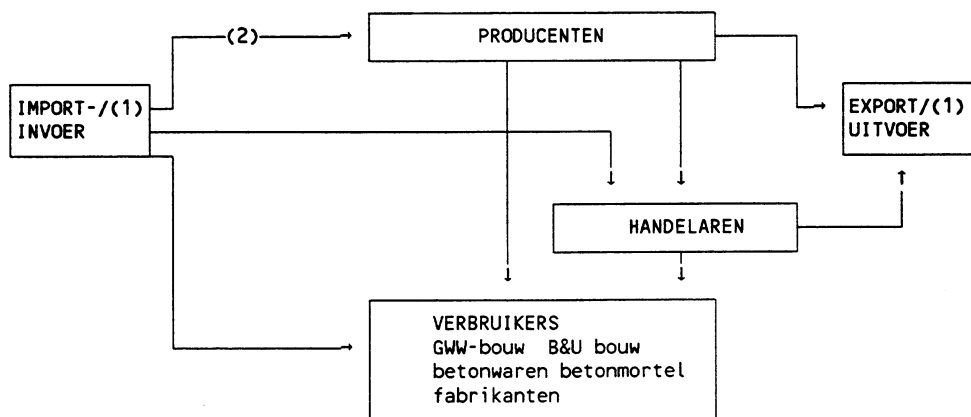 (2)
PRODUCENTEN
IMPORT-/(1)
INVOER
EXPORT/(1)
UITVOER
HANDELAREN
VERBRUIKERS
GWW-bouw B&U bouw
betonwaren betonmortel
fabrikanten